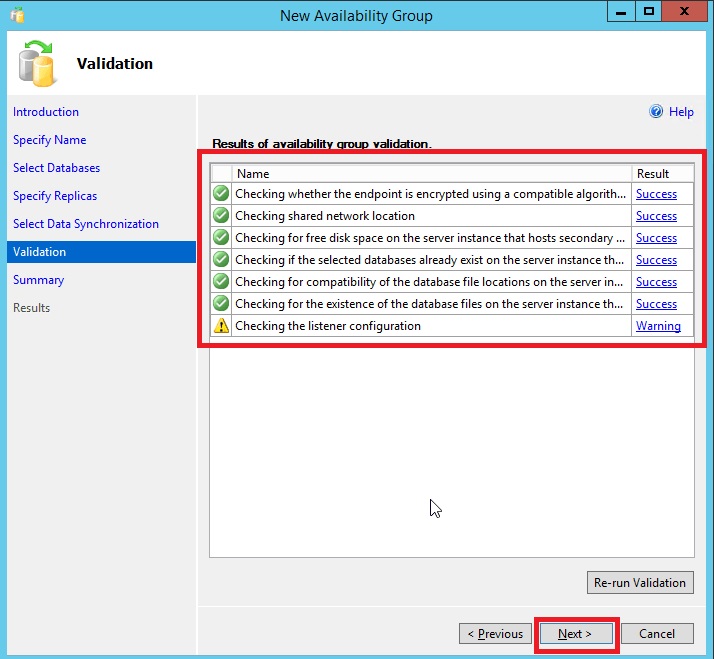 New Availability Group
Validation
Introduction
Specify Name
Select Databases
Specify Replicas
Select Data Synchronization
Validation
Summary
Results
Help
Results of availability group validation.
Name Result
Checking whether the endpoint is encrypted using a compatible algorith... Success
Checking shared network location Success
Checking for free disk space on the server instance that hosts secondary ... Success
Checking if the selected databases already exist on the server instance th... Success
Checking for compatibility of the database file locations on the server in... Success
Checking for the existence of the database files on the server instance th... Success
Checking the listener configuration Warning
Re-run Validation
< Previous Next > Cancel